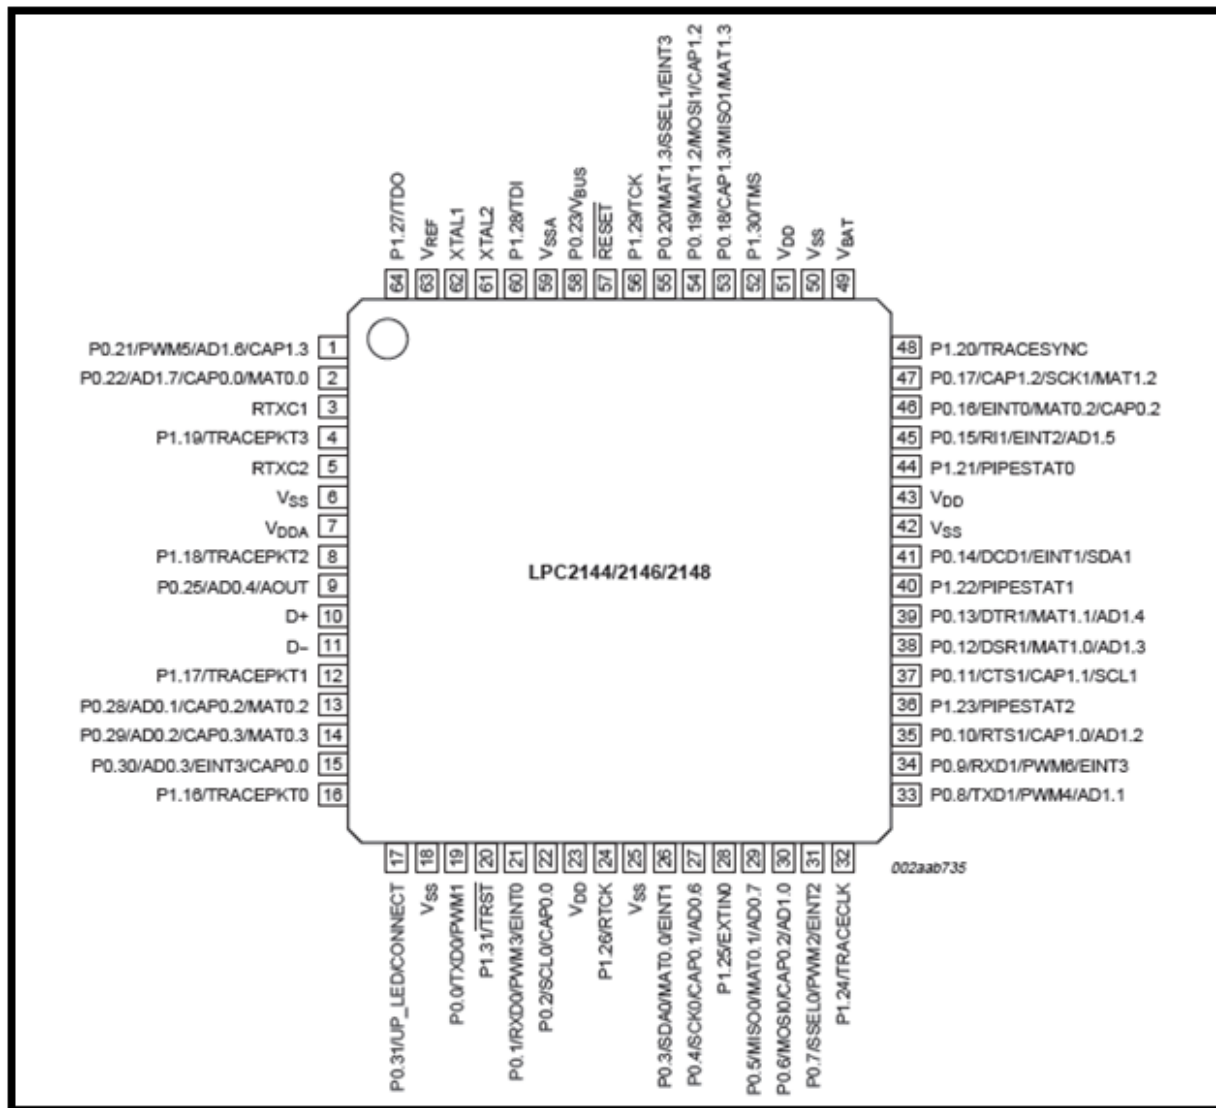 P1.27/TDO
VREF
XTAL1
XTAL2
P1.28/TDI
VSSA
P0.23/VBUS
RESET
P1.29/TCK
P0.20/MAT1.3/SSEL1/EINT3
P0.19/MAT1.2/MOSI1/CAP1.2
P0.18/CAP1.3/MISO1/MAT1.3
P1.30/TMS
VDD
VSS
VBAT
64 63 62 61 60 59 58 57 56 55 54 53 52 51 50 49
P0.21/PWM5/AD1.6/CAP1.3 1
P0.22/AD1.7/CAP0.0/MAT0.0 2
RTXC1 3
P1.19/TRACEPKT3 4
RTXC2 5
VSS 6
VDDA 7
P1.18/TRACEPKT2 8
P0.25/AD0.4/AOUT 9
D+ 10
D− 11
P1.17/TRACEPKT1 12
P0.28/AD0.1/CAP0.2/MAT0.2 13
P0.29/AD0.2/CAP0.3/MAT0.3 14
P0.30/AD0.3/EINT3/CAP0.0 15
P1.16/TRACEPKT0 16
LPC2144/2146/2148
48 P1.20/TRACESYNC
47 P0.17/CAP1.2/SCK1/MAT1.2
46 P0.16/EINT0/MAT0.2/CAP0.2
45 P0.15/RI1/EINT2/AD1.5
44 P1.21/PIPESTAT0
43 VDD
42 VSS
41 P0.14/DCD1/EINT1/SDA1
40 P1.22/PIPESTAT1
39 P0.13/DTR1/MAT1.1/AD1.4
38 P0.12/DSR1/MAT1.0/AD1.3
37 P0.11/CTS1/CAP1.1/SCL1
36 P1.23/PIPESTAT2
35 P0.10/RTS1/CAP1.0/AD1.2
34 P0.9/RXD1/PWM6/EINT3
33 P0.8/TXD1/PWM4/AD1.1
17 18 19 20 21 22 23 24 25 26 27 28 29 30 31 32
P0.31/UP_LED/CONNECT
VSS
P0.0/TXD0/PWM1
P1.31/TRST
P0.1/RXD0/PWM3/EINT0
P0.2/SCL0/CAP0.0
VDD
P1.26/RTCK
VSS
P0.3/SDA0/MAT0.0/EINT1
P0.4/SCK0/CAP0.1/AD0.6
P1.25/EXTIN0
P0.5/MISO0/MAT0.1/AD0.7
P0.6/MOSI0/CAP0.2/AD1.0
P0.7/SSEL0/PWM2/EINT2
P1.24/TRACECLK
002aab735